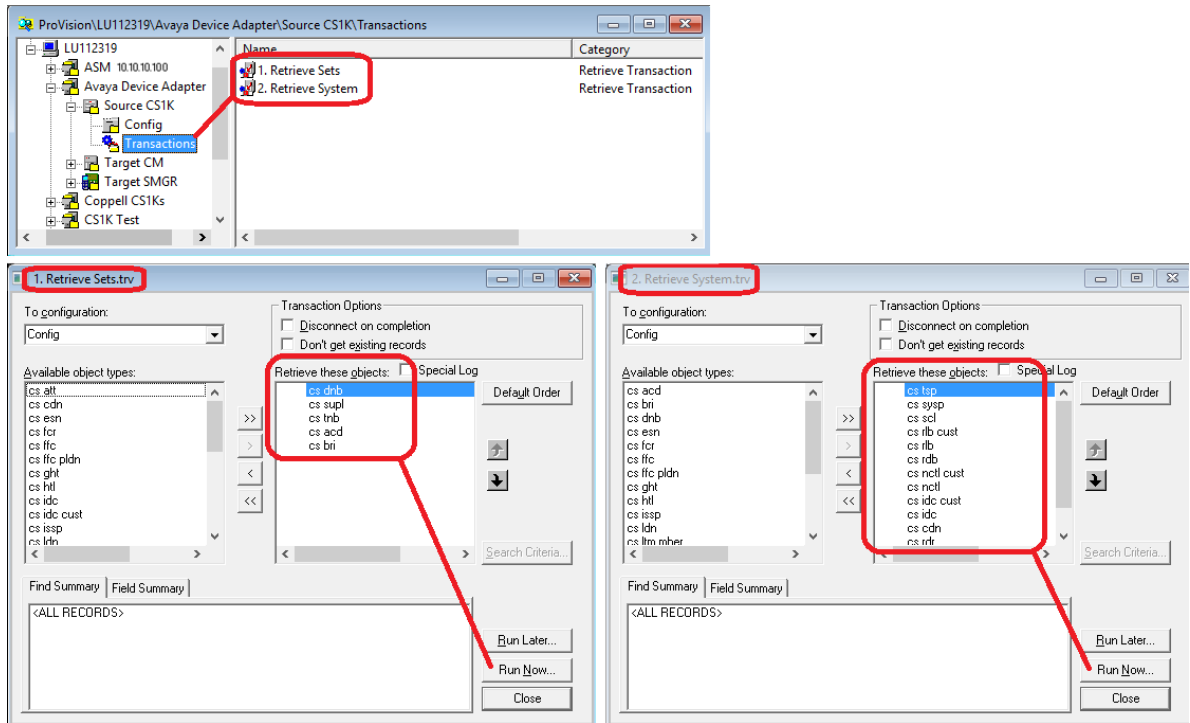 ProVision\LU112319\Avaya Device Adapter\Source CS1K\Transactions
LU112319
ASM 10.10.10.100
Avaya Device Adapter
Source CS1K
Config
Transactions
Target CM
Target SMGR
Coppell CS1Ks
CS1K Test
Name Category
1. Retrieve Sets Retrieve Transaction
2. Retrieve System Retrieve Transaction
1. Retrieve Sets.trv
To configuration:
Config
Transaction Options
Disconnect on completion
Don't get existing records
Available object types:
cs att
cs cdn
cs esn
cs fcr
cs ffc
cs ffc pldn
cs ght
cs htl
cs idc
cs idc cust
cs issp
cs ldn
>>
>
<
<<
Retrieve these objects: Special Log
cs dnb
cs supl
cs tnb
cs acd
cs bri
Default Order
Search Criteria...
Find Summary Field Summary
<ALL RECORDS>
Run Later...
Run Now...
Close
2. Retrieve System.trv
To configuration:
Config
Transaction Options
Disconnect on completion
Don't get existing records
Available object types:
cs acd
cs bri
cs dnb
cs esn
cs fcr
cs ffc
cs ffc pldn
cs ght
cs htl
cs issp
cs ldn
cs ltm mber
>>
>
<
<<
Retrieve these objects: Special Log
cs tsp
cs sysp
cs scl
cs rlb cust
cs rlb
cs rdb
cs nctl cust
cs nctl
cs idc cust
cs idc
cs cdn
cs rdr
Default Order
Search Criteria...
Find Summary Field Summary
<ALL RECORDS>
Run Later...
Run Now...
Close